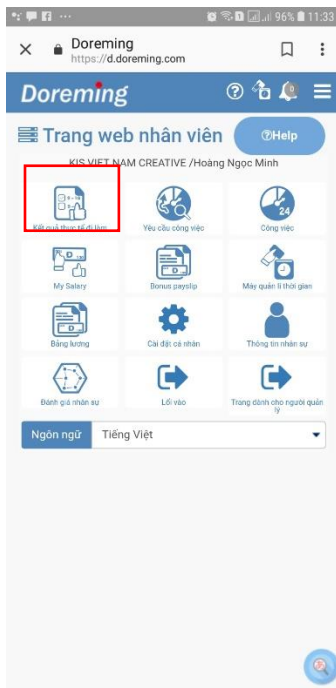 96% 11:33
Doreming
https://d.doreming.com
Doreming
Trang web nhân viên
Help
KIS VIET NAM CREATIVE /Hoàng Ngọc Minh
Kết quả thực tế đi làm
Yêu cầu công việc
24
Công việc
My Salary
Bonus payslip
Máy quản lí thời gian
Bảng lương
Cài đặt cá nhân
Thông tin nhân sự
Đánh giá nhân sự
Lối vào
Trang dành cho người quản
lý
Ngôn ngữ
Tiếng Việt